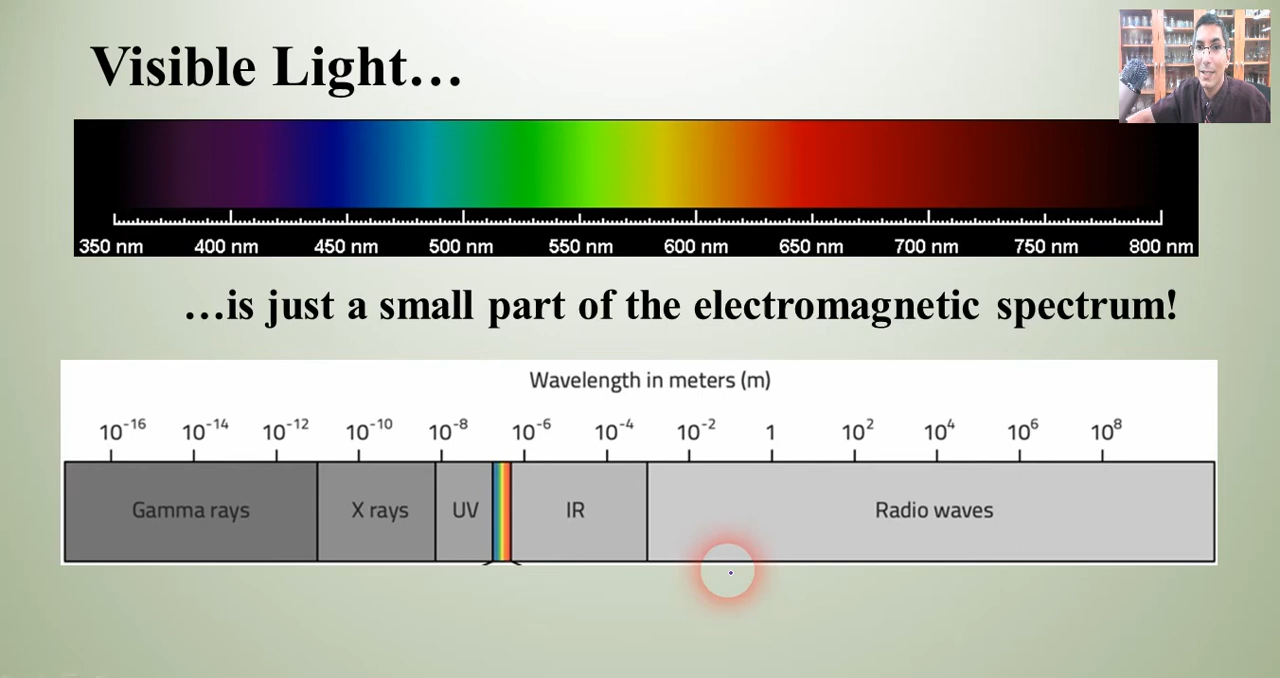 Visible Light…
350 nm 400 nm 450 nm 500 nm 550 nm 600 nm 650 nm 700 nm 750 nm 800 nm
…is just a small part of the electromagnetic spectrum!
Wavelength in meters (m)
10⁻¹⁶ 10⁻¹⁴ 10⁻¹² 10⁻¹⁰ 10⁻⁸ 10⁻⁶ 10⁻⁴ 10⁻² 1 10² 10⁴ 10⁶ 10⁸
Gamma rays X rays UV IR Radio waves